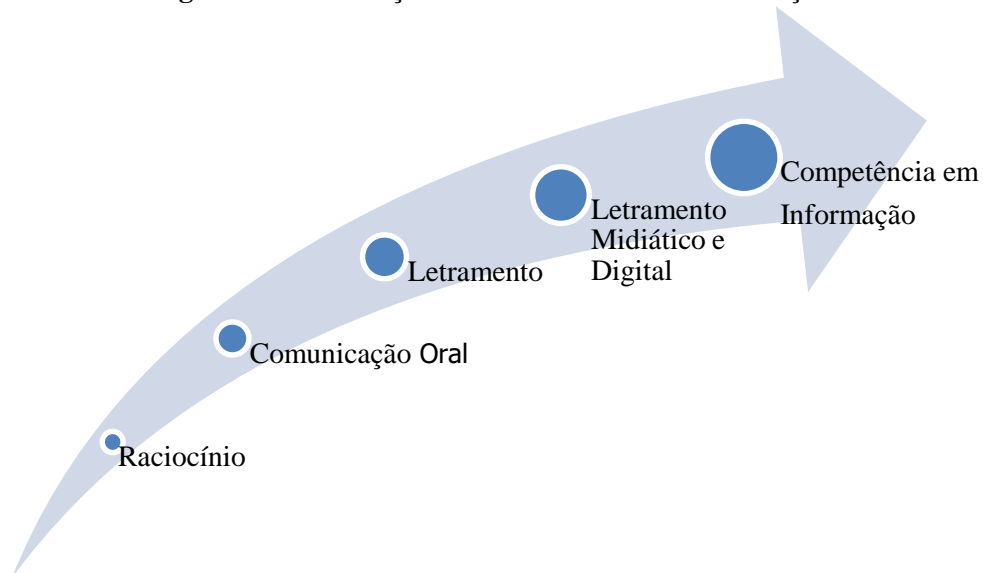 Competência em
Informação
Letramento
Midiático e
Digital
Letramento
Comunicação Oral
Raciocínio